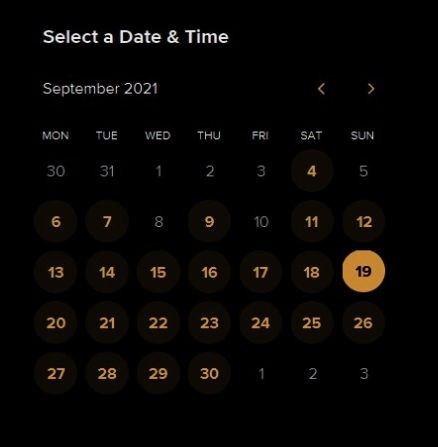 Select a Date & Time
September 2021
MON TUE WED THU FRI SAT SUN
30 31 1 2 3 4 5
6 7 8 9 10 11 12
13 14 15 16 17 18 19
20 21 22 23 24 25 26
27 28 29 30 1 2 3